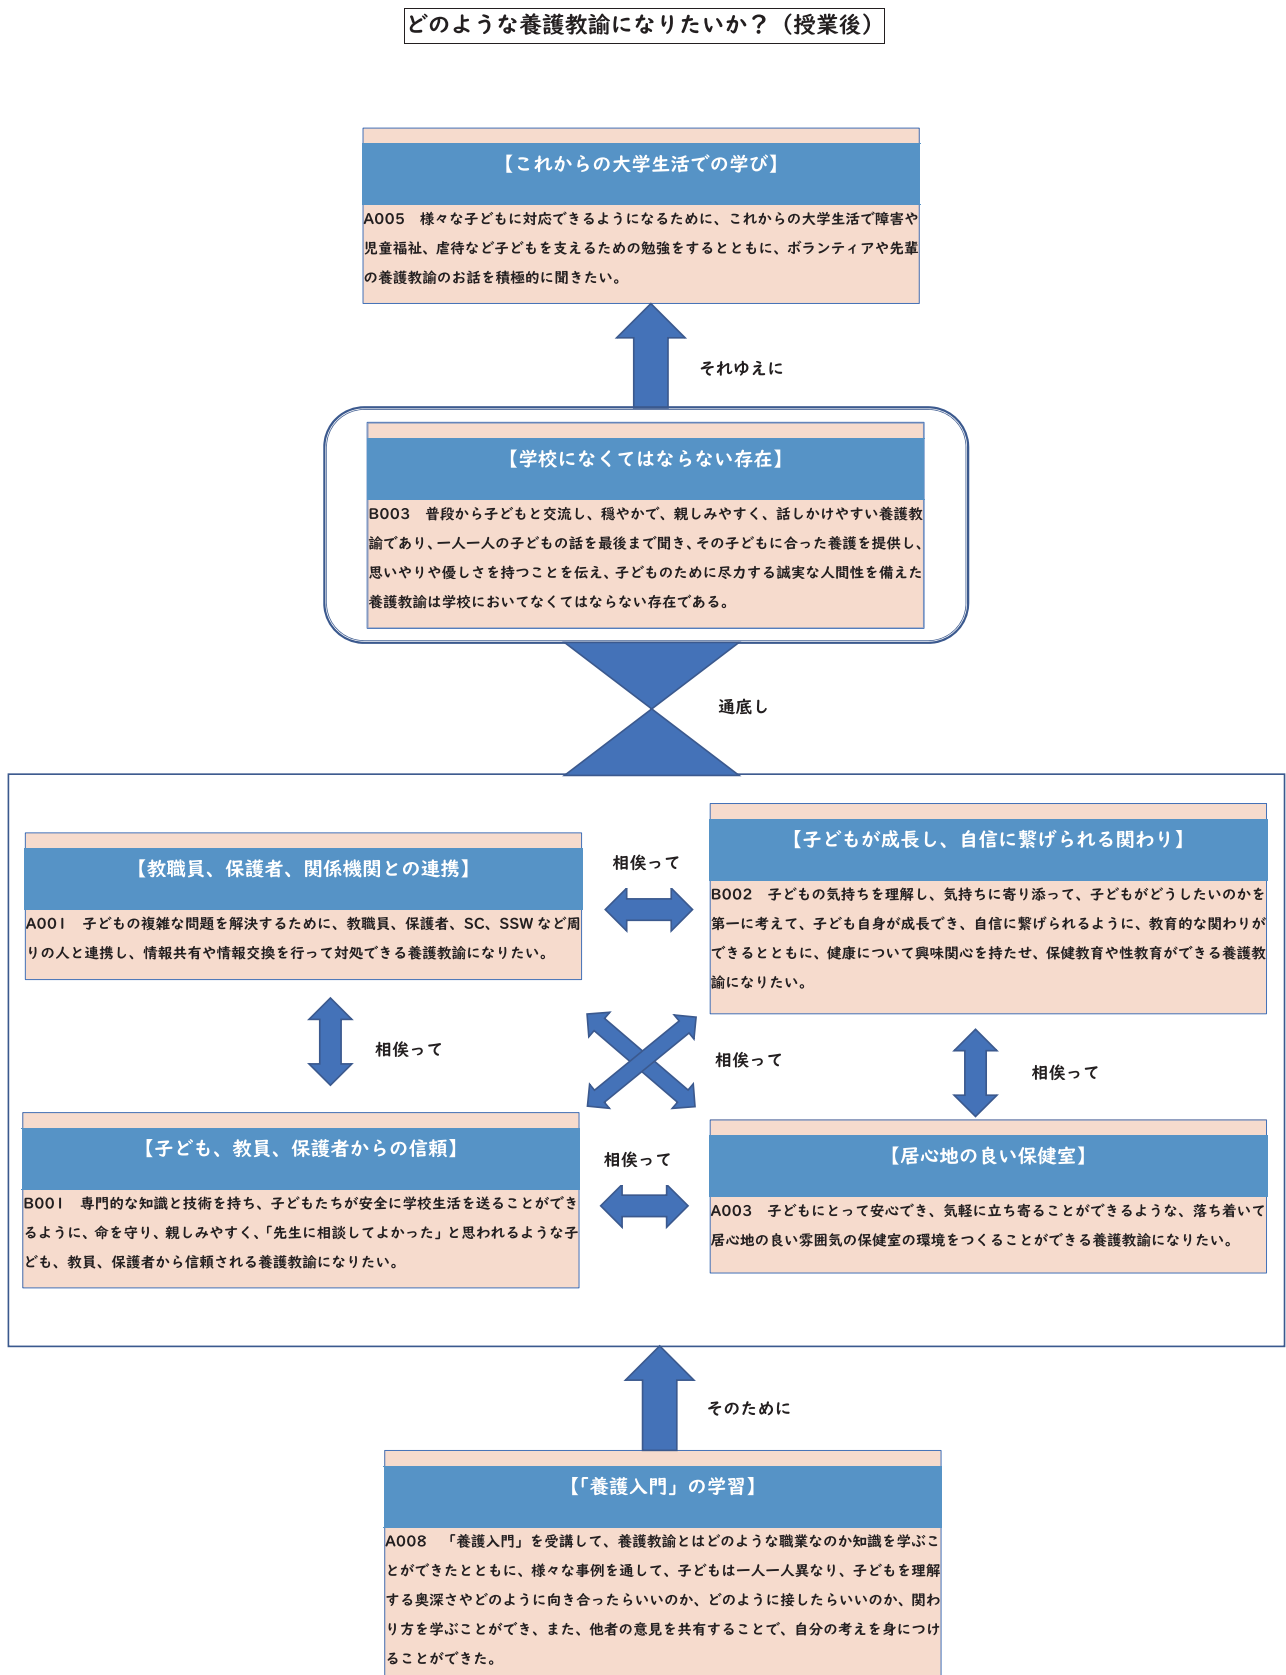 どのような養護教諭になりたいか？（授業後）
【これからの大学生活での学び】
A005　様々な子どもに対応できるようになるために、これからの大学生活で障害や
児童福祉、虐待など子どもを支えるための勉強をするとともに、ボランティアや先輩
の養護教諭のお話を積極的に聞きたい。
それゆえに
【学校になくてはならない存在】
B003　普段から子どもと交流し、穏やかで、親しみやすく、話しかけやすい養護教
諭であり、一人一人の子どもの話を最後まで聞き、その子どもに合った養護を提供し、
思いやりや優しさを持つことを伝え、子どものために尽力する誠実な人間性を備えた
養護教諭は学校においてなくてはならない存在である。
通底し
【教職員、保護者、関係機関との連携】
A001　子どもの複雑な問題を解決するために、教職員、保護者、SC、SSW など周
りの人と連携し、情報共有や情報交換を行って対処できる養護教諭になりたい。
相俟って
【子どもが成長し、自信に繋げられる関わり】
B002　子どもの気持ちを理解し、気持ちに寄り添って、子どもがどうしたいのかを
第一に考えて、子ども自身が成長でき、自信に繋げられるように、教育的な関わりが
できるとともに、健康について興味関心を持たせ、保健教育や性教育ができる養護教
諭になりたい。
相俟って
相俟って
相俟って
【子ども、教員、保護者からの信頼】
B001　専門的な知識と技術を持ち、子どもたちが安全に学校生活を送ることができ
るように、命を守り、親しみやすく、「先生に相談してよかった」と思われるような子
ども、教員、保護者から信頼される養護教諭になりたい。
相俟って
【居心地の良い保健室】
A003　子どもにとって安心でき、気軽に立ち寄ることができるような、落ち着いて
居心地の良い雰囲気の保健室の環境をつくることができる養護教諭になりたい。
そのために
【「養護入門」の学習】
A008　「養護入門」を受講して、養護教諭とはどのような職業なのか知識を学ぶこ
とができたとともに、様々な事例を通して、子どもは一人一人異なり、子どもを理解
する奥深さやどのように向き合ったらいいのか、どのように接したらいいのか、関わ
り方を学ぶことができ、また、他者の意見を共有することで、自分の考えを身につけ
ることができた。